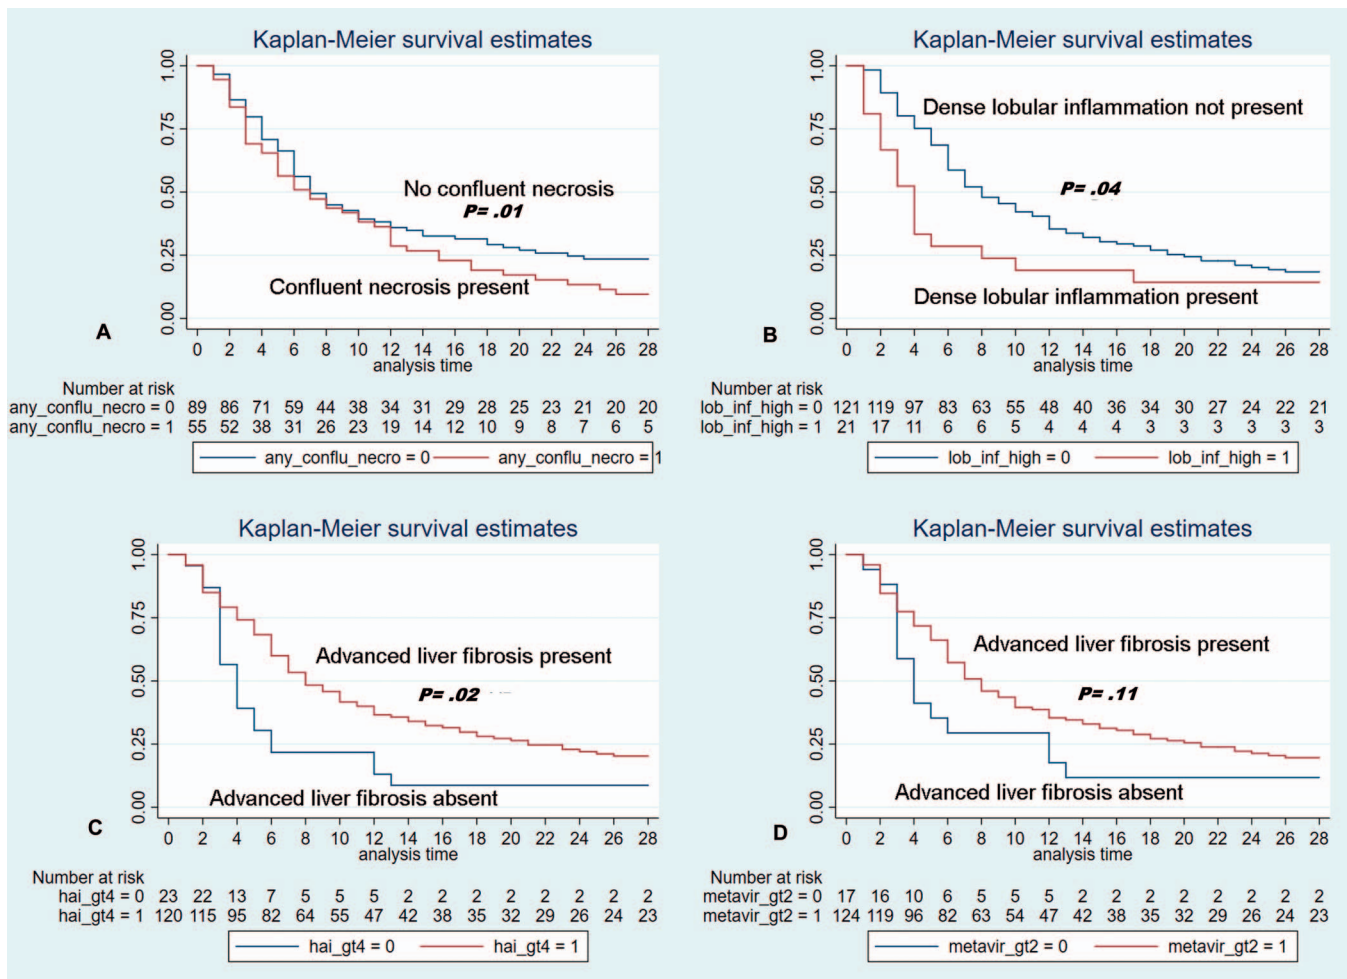 Kaplan-Meier survival estimates
1.00
0.75
0.50
0.25
0.00
No confluent necrosis
P= .01
Confluent necrosis present
A
0 2 4 6 8 10 12 14 16 18 20 22 24 26 28
analysis time
Number at risk
any_conflu_necro = 0 89 86 71 59 44 38 34 31 29 28 25 23 21 20 20
any_conflu_necro = 1 55 52 38 31 26 23 19 14 12 10 9 8 7 6 5
any_conflu_necro = 0 any_conflu_necro = 1
Kaplan-Meier survival estimates
1.00
0.75
0.50
0.25
0.00
Dense lobular inflammation not present
P= .04
Dense lobular inflammation present
B
0 2 4 6 8 10 12 14 16 18 20 22 24 26 28
analysis time
Number at risk
lob_inf_high = 0 121 119 97 83 63 55 48 40 36 34 30 27 24 22 21
lob_inf_high = 1 21 17 11 6 6 5 4 4 4 3 3 3 3 3 3
lob_inf_high = 0 lob_inf_high = 1
Kaplan-Meier survival estimates
1.00
0.75
0.50
0.25
0.00
Advanced liver fibrosis present
P= .02
Advanced liver fibrosis absent
C
0 2 4 6 8 10 12 14 16 18 20 22 24 26 28
analysis time
Number at risk
hai_gt4 = 0 23 22 13 7 5 5 5 2 2 2 2 2 2 2 2
hai_gt4 = 1 120 115 95 82 64 55 47 42 38 35 32 29 26 24 23
hai_gt4 = 0 hai_gt4 = 1
Kaplan-Meier survival estimates
1.00
0.75
0.50
0.25
0.00
Advanced liver fibrosis present
P= .11
Advanced liver fibrosis absent
D
0 2 4 6 8 10 12 14 16 18 20 22 24 26 28
analysis time
Number at risk
metavir_gt2 = 0 17 16 10 6 5 5 5 2 2 2 2 2 2 2 2
metavir_gt2 = 1 124 119 96 82 63 54 47 42 38 35 32 29 26 24 23
metavir_gt2 = 0 metavir_gt2 = 1